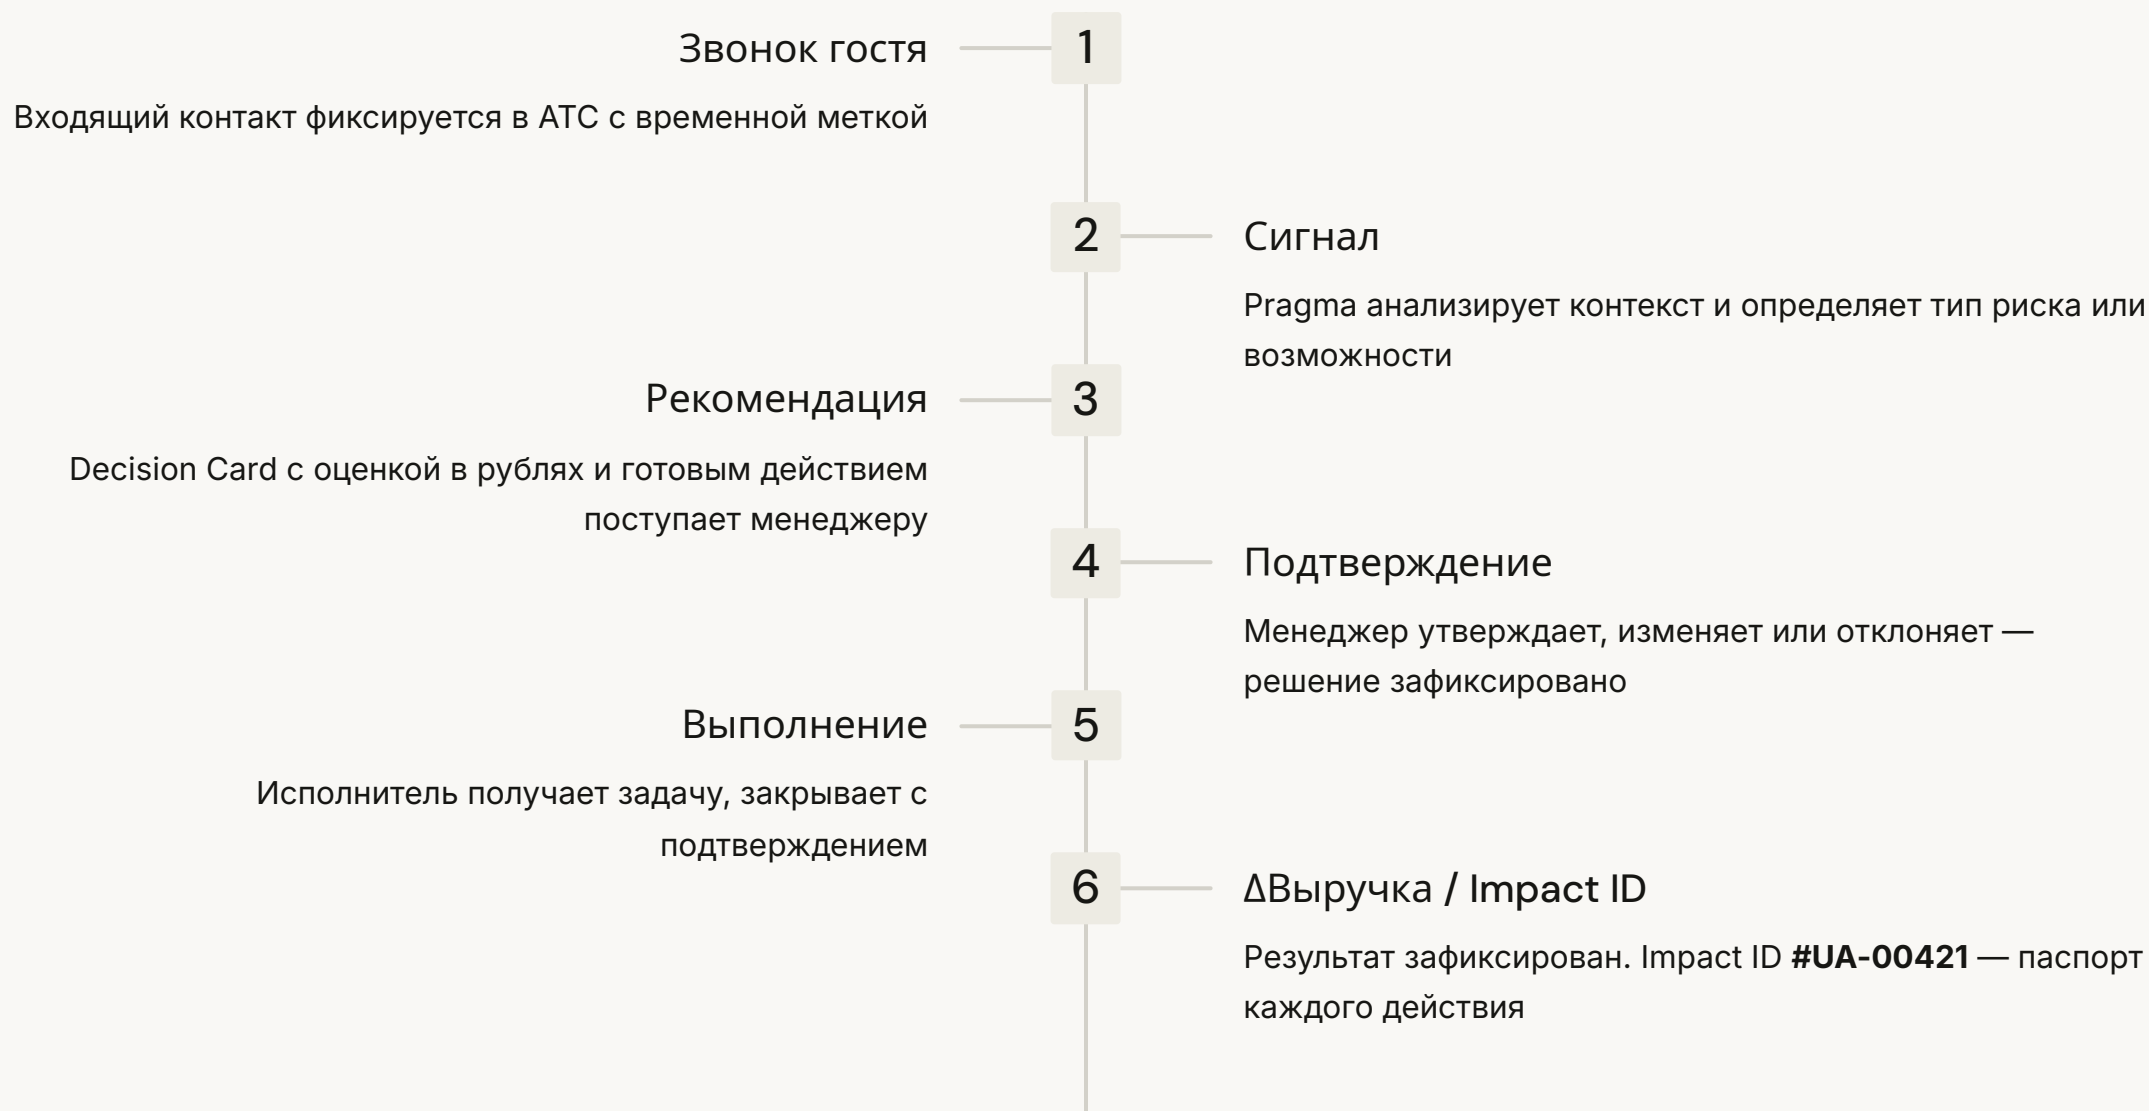 Звонок гостя
1
Входящий контакт фиксируется в АТС с временной меткой
2
Сигнал
Pragma анализирует контекст и определяет тип риска или
возможности
Рекомендация
3
Decision Card с оценкой в рублях и готовым действием
поступает менеджеру
4
Подтверждение
Менеджер утверждает, изменяет или отклоняет —
решение зафиксировано
Выполнение
5
Исполнитель получает задачу, закрывает с
подтверждением
6
ΔВыручка / Impact ID
Результат зафиксирован. Impact ID #UA-00421 — паспорт
каждого действия